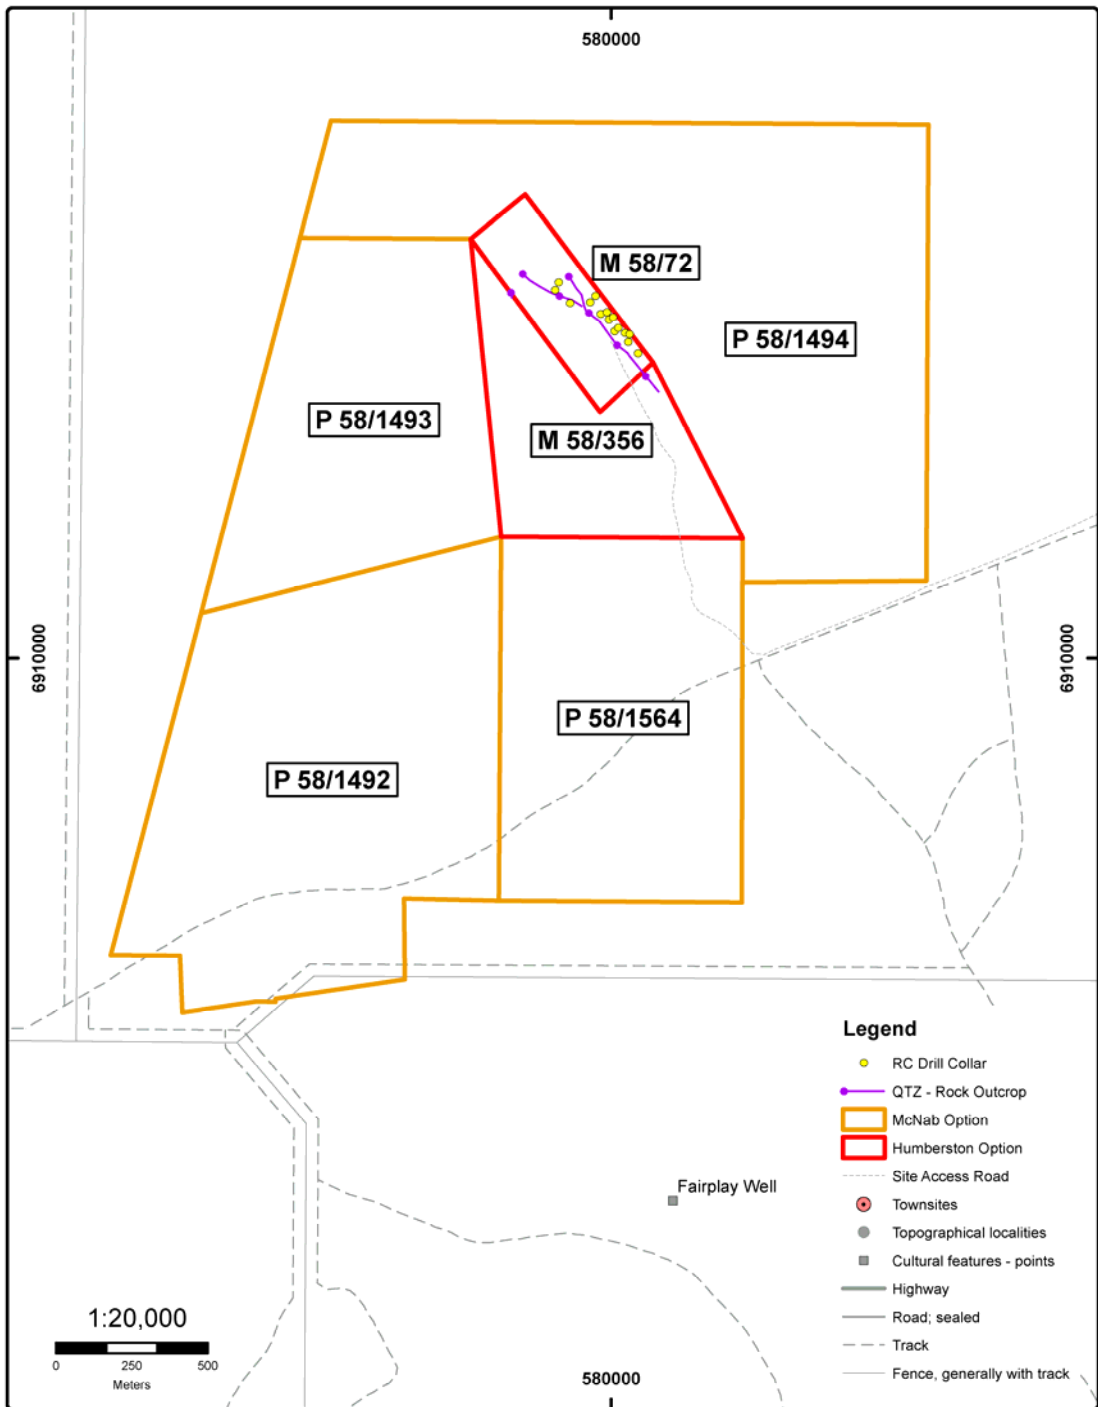 580000
M 58/72
P 58/1494
P 58/1493
M 58/356
6910000
6910000
P 58/1564
P 58/1492
Legend
RC Drill Collar
QTZ - Rock Outcrop
McNab Option
Humberston Option
Site Access Road
Townsites
Topographical localities
Cultural features - points
Highway
Road; sealed
Track
Fence, generally with track
Fairplay Well
1:20,000
0 250 500
Meters
580000